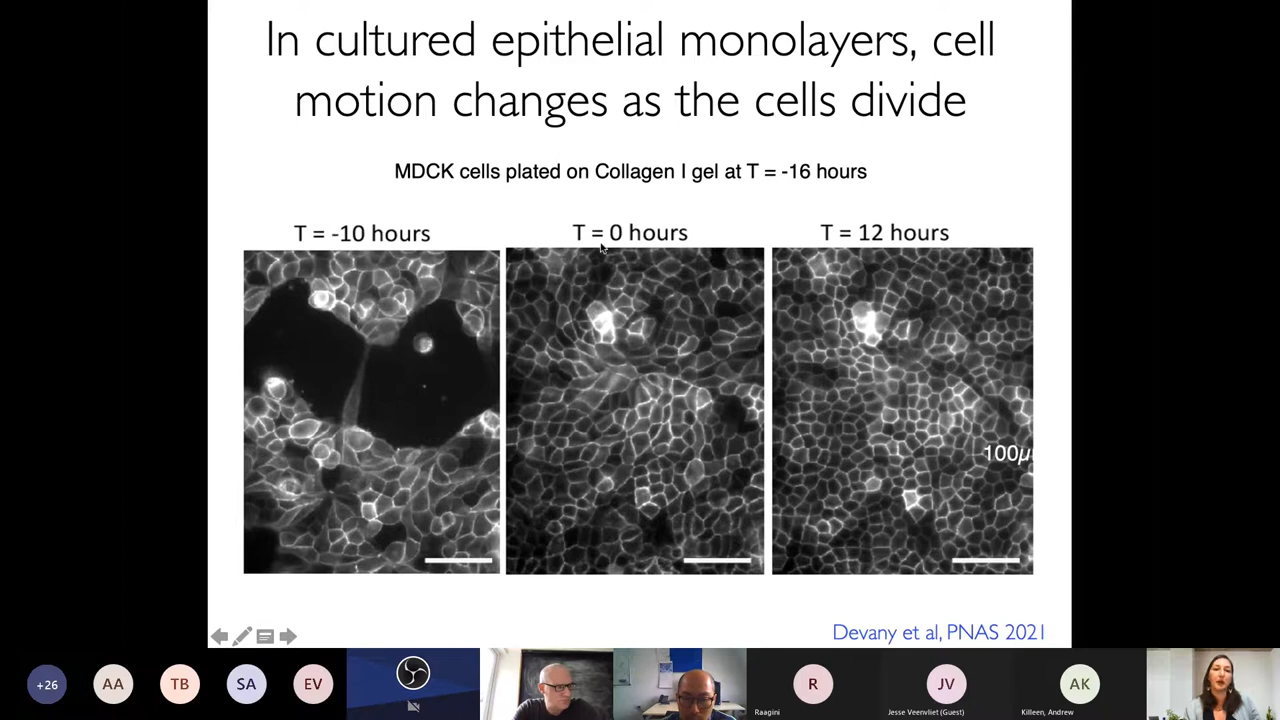 In cultured epithelial monolayers, cell
motion changes as the cells divide
MDCK cells plated on Collagen I gel at T = -16 hours
T = -10 hours
T = 0 hours
T = 12 hours
100μ
Devany et al, PNAS 2021
+26
AA
TB
SA
EV
R
JV
AK
Raagini
Jesse Veenvliet (Guest)
Killeen, Andrew